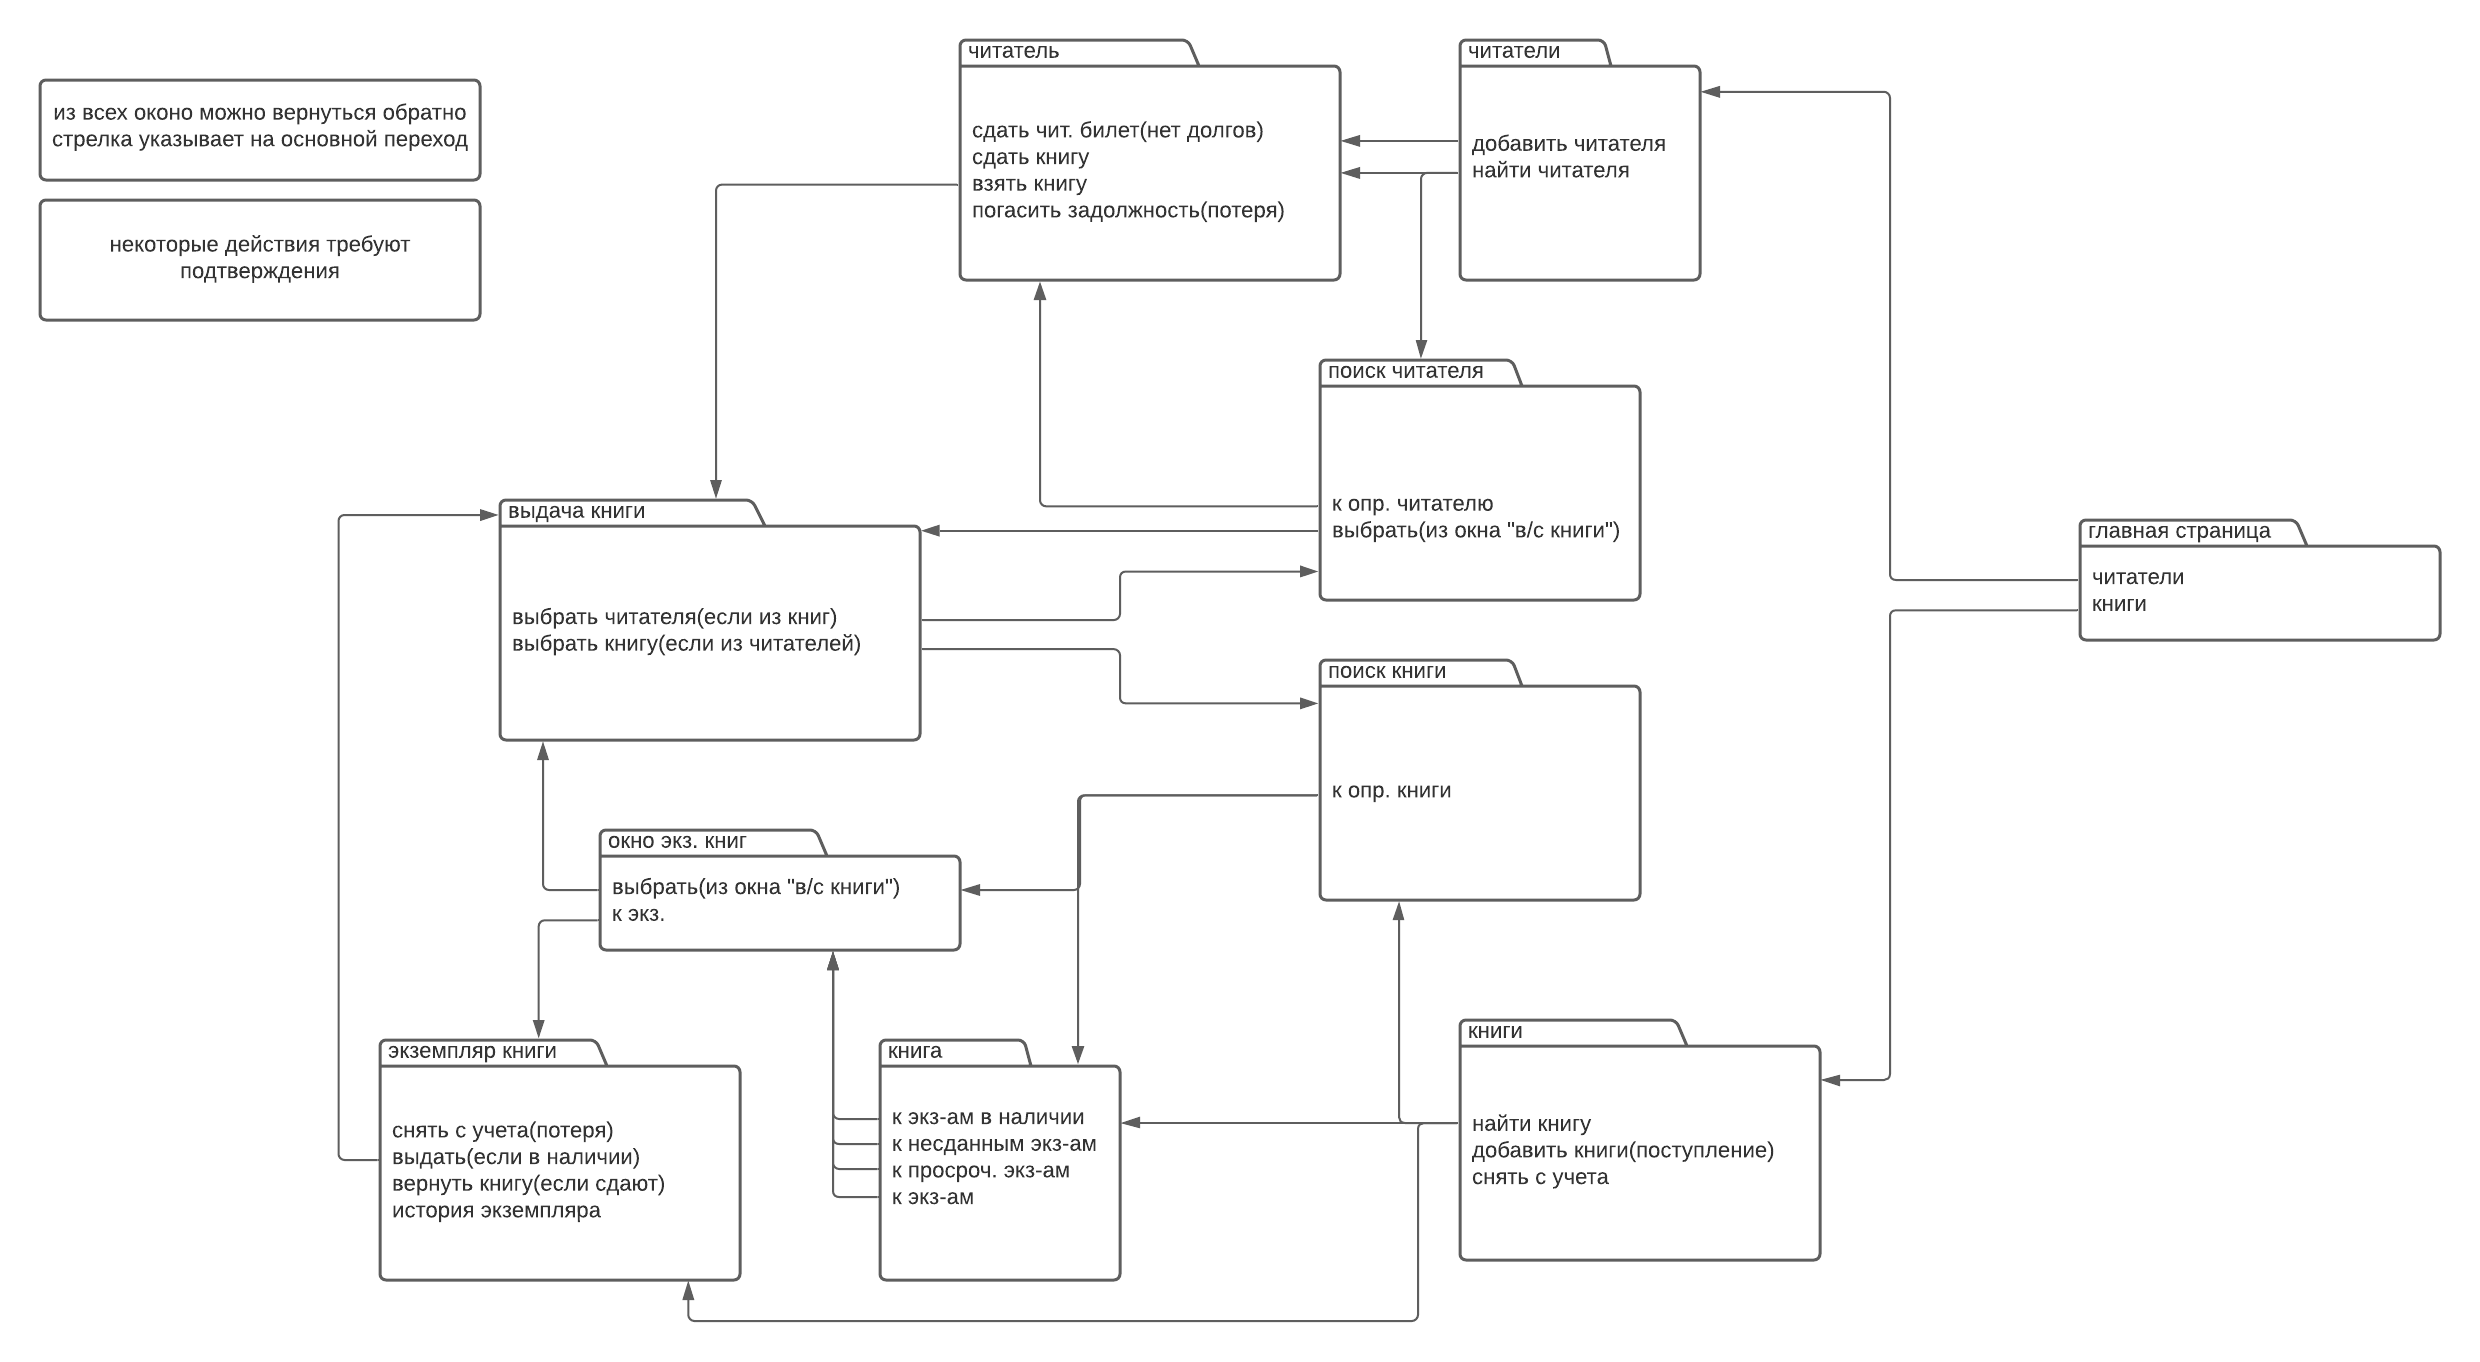 из всех оконо можно вернуться обратно
стрелка указывает на основной переход
некоторые действия требуют
подтверждения
читатель
сдать чит. билет(нет долгов)
сдать книгу
взять книгу
погасить задолжность(потеря)
читатели
добавить читателя
найти читателя
поиск читателя
к опр. читателю
выбрать(из окна "в/с книги")
выдача книги
выбрать читателя(если из книг)
выбрать книгу(если из читателей)
главная страница
читатели
книги
поиск книги
к опр. книги
окно экз. книг
выбрать(из окна "в/с книги")
к экз.
экземпляр книги
снять с учета(потеря)
выдать(если в наличии)
вернуть книгу(если сдают)
история экземпляра
книга
к экз-ам в наличии
к несданным экз-ам
к просроч. экз-ам
к экз-ам
книги
найти книгу
добавить книги(поступление)
снять с учета